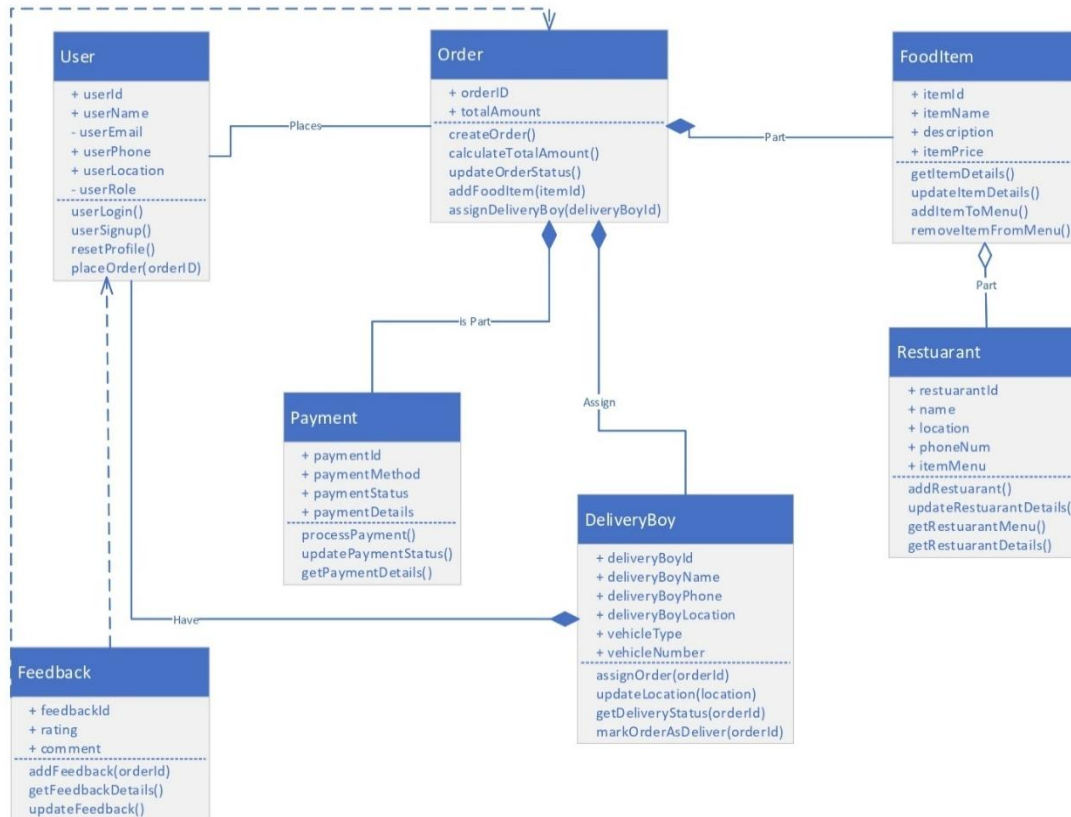 User
+ userId
+ userName
- userEmail
+ userPhone
+ userLocation
- userRole
userLogin()
userSignup()
resetProfile()
placeOrder(orderID)
Places
Order
+ orderID
+ totalAmount
createOrder()
calculateTotalAmount()
updateOrderStatus()
addFoodItem(itemId)
assignDeliveryBoy(deliveryBoyId)
Part
FoodItem
+ itemId
+ itemName
+ description
+ itemPrice
getItemDetails()
updateItemDetails()
addItemToMenu()
removeItemFromMenu()
Part
is Part
Restuarant
+ restuarantId
+ name
+ location
+ phoneNum
+ itemMenu
addRestuarant()
updateRestuarantDetails(
getRestuarantMenu()
getRestuarantDetails()
Assign
Payment
+ paymentId
+ paymentMethod
+ paymentStatus
+ paymentDetails
processPayment()
updatePaymentStatus()
getPaymentDetails()
DeliveryBoy
+ deliveryBoyId
+ deliveryBoyName
+ deliveryBoyPhone
+ deliveryBoyLocation
+ vehicleType
+ vehicleNumber
assignOrder(orderId)
updateLocation(location)
getDeliveryStatus(orderId)
markOrderAsDeliver(orderId)
Have
Feedback
+ feedbackId
+ rating
+ comment
addFeedback(orderId)
getFeedbackDetails()
updateFeedback()